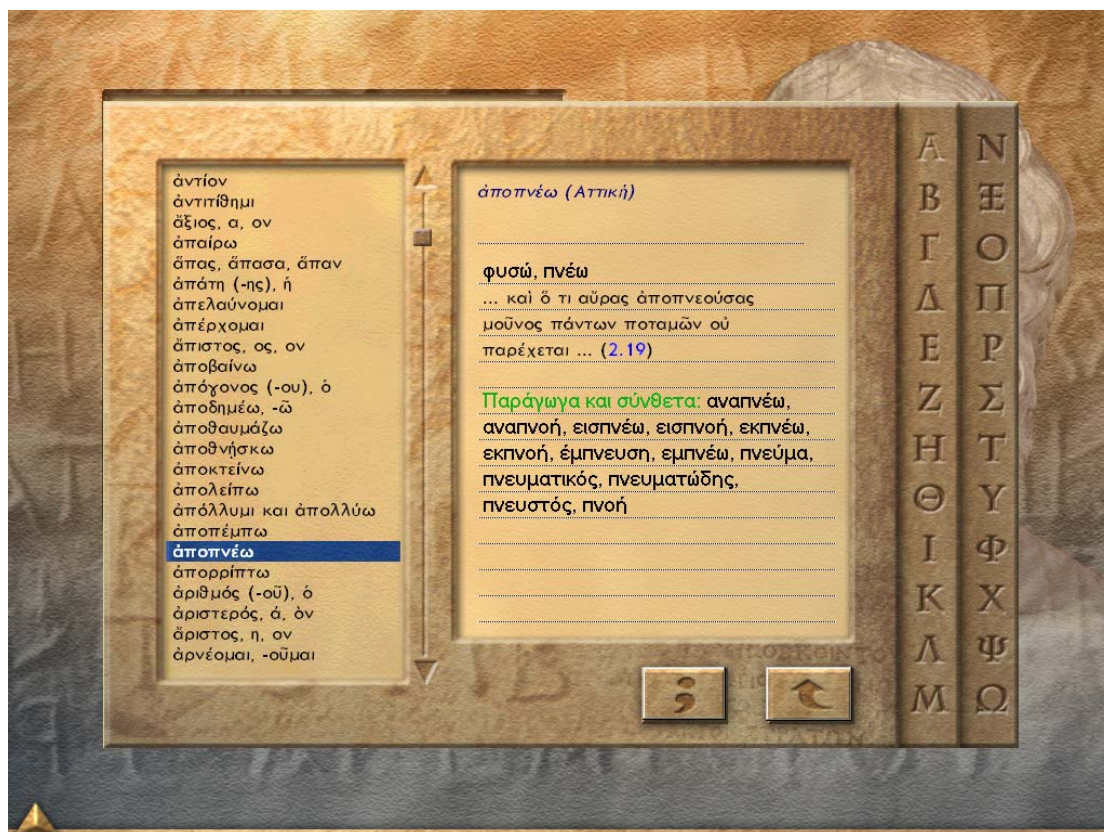 ἀντίον
ἀντιτίθημι
ἄξιος, α, ον
ἀπαίρω
ἅπας, ἅπασα, ἅπαν
ἀπάτη (-ης), ἡ
ἀπελαύνομαι
ἀπέρχομαι
ἄπιστος, ος, ον
ἀποβαίνω
ἀπόγονος (-ου), ὁ
ἀποδημέω, -ῶ
ἀποθαυμάζω
ἀποθνῄσκω
ἀποκτείνω
ἀπολείπω
ἀπόλλυμι και ἀπολλύω
ἀποπέμπω
ἀποπνέω
ἀπορρίπτω
ἀριθμός (-οῦ), ὁ
ἀριστερός, ά, ὸν
ἄριστος, η, ον
ἀρνέομαι, -οῦμαι
ἀποπνέω (Αττική)
φυσώ, πνέω
... καὶ ὅ τι αὔρας ἀποπνεούσας
μοῦνος πάντων ποταμῶν οὐ
παρέχεται ... (2.19)
Παράγωγα και σύνθετα: αναπνέω,
αναπνοή, εισπνέω, εισπνοή, εκπνέω,
εκπνοή, έμπνευση, εμπνέω, πνεύμα,
πνευματικός, πνευματώδης,
πνευστός, πνοή
;
Α Ν
Β Ξ
Γ Ο
Δ Π
Ε Ρ
Ζ Σ
Η Τ
Θ Υ
Ι Φ
Κ Χ
Λ Ψ
Μ Ω